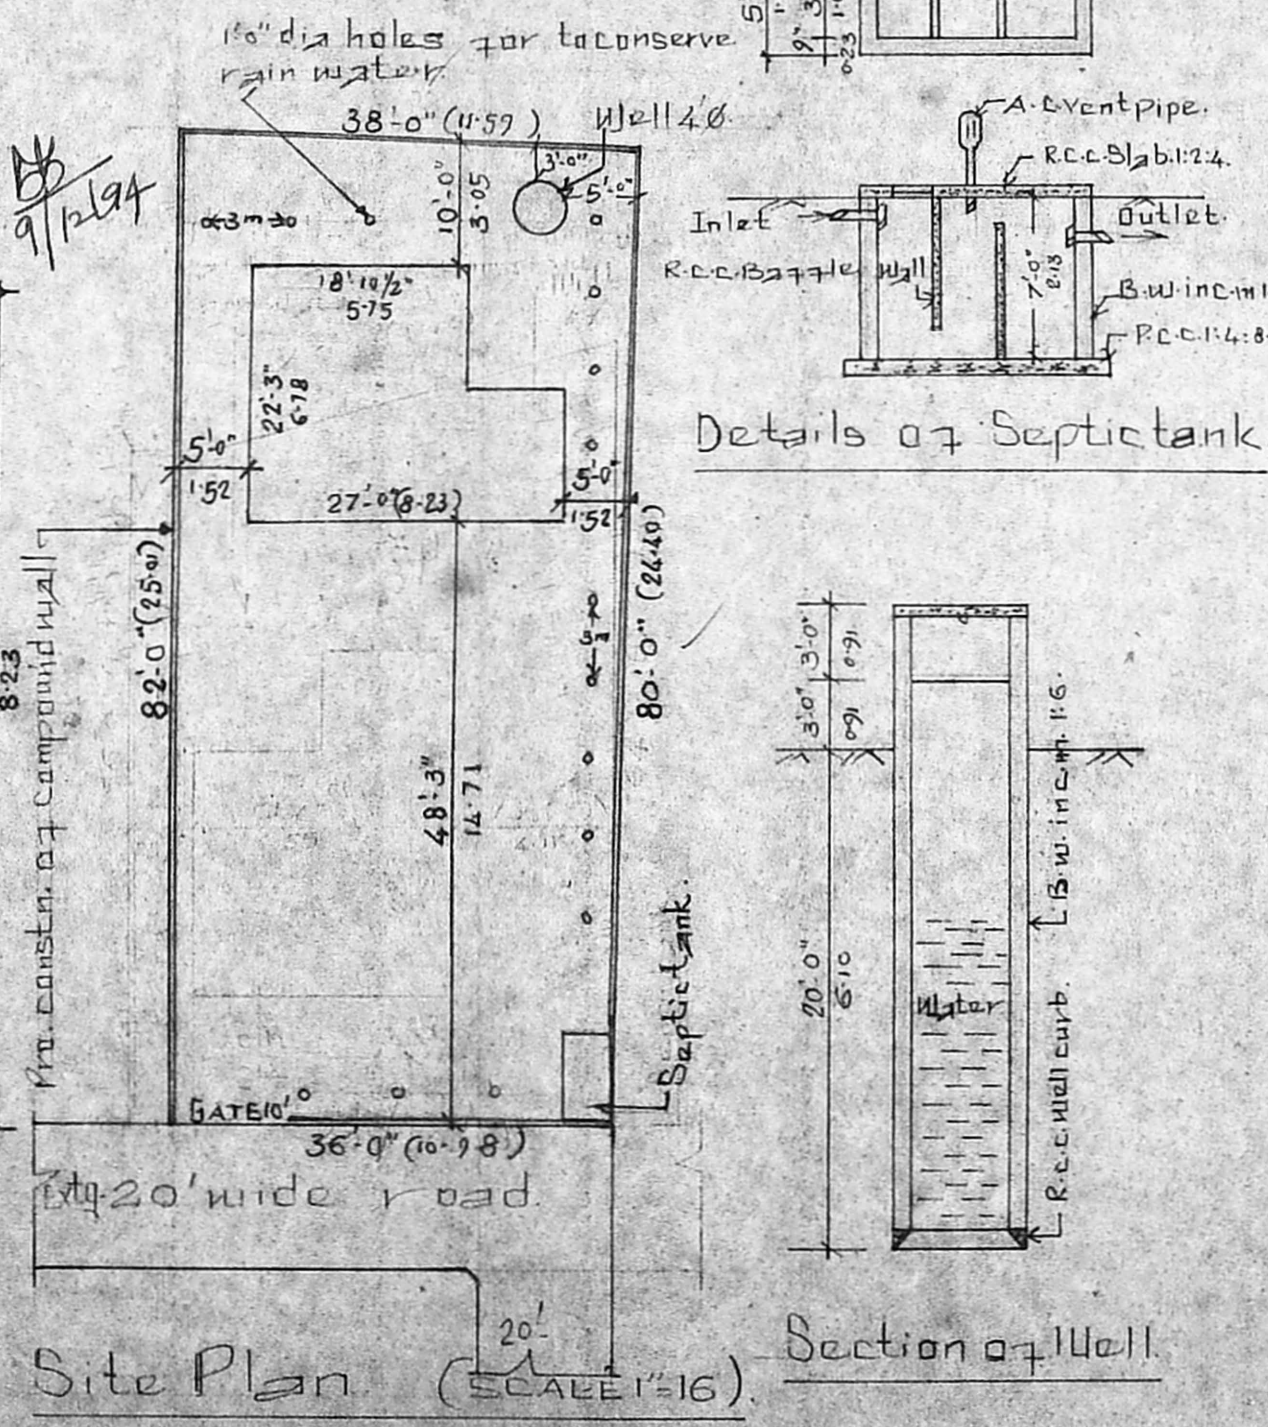 1'0" dia holes for to conserve
rain water
38'-0" (11·59)
Well 4'Ø
3'-0"
5'-0"
9/12/94
10'-0"
3·05
←3m→
18'-10½"
5·75
22'-3"
6·78
5'-0"
1·52
27'-0"(8·23)
5'-0"
1·52
8·23
Pro. constn. of compound wall
82'-0" (25·01)
80'-0" (24·40)
48'-3"
14·71
Septic tank.
GATE 10'
36'-0" (10·98)
Extg. 20' wide road.
20'
Site Plan (SCALE 1"=16').
9"
0·23
A.C. Vent pipe.
R.C.C. Slab. 1:2:4.
Inlet
Outlet
R.C.C. Baffle Wall
7'-0"
2·13
B.W. in c.m 1
P.C.C. 1:4:8.
Details of Septic tank
3'-0"
0·91
3'-0"
0·91
20'-0"
6·10
B.W. in c.m. 1:6.
Water
R.C.C. Well curb.
Section of Well.